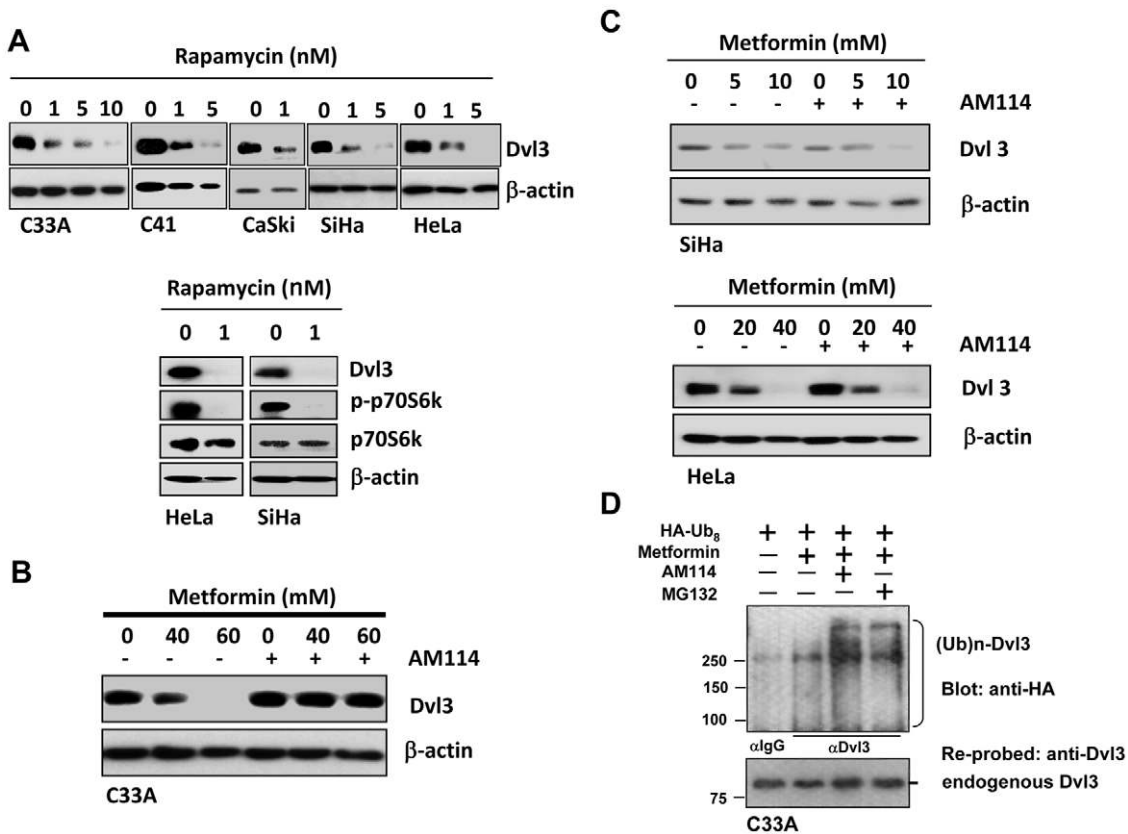 A
Rapamycin (nM)
0 1 5 10 0 1 5 0 1 0 1 5 0 1 5
Dvl3
β-actin
C33A C41 CaSki SiHa HeLa
Rapamycin (nM)
0 1 0 1
Dvl3
p-p70S6k
p70S6k
β-actin
HeLa SiHa
B
Metformin (mM)
0 40 60 0 40 60
- - - + + + AM114
Dvl3
β-actin
C33A
C
Metformin (mM)
0 5 10 0 5 10
- - - + + + AM114
Dvl 3
β-actin
SiHa
Metformin (mM)
0 20 40 0 20 40
- - - + + + AM114
Dvl 3
β-actin
HeLa
D
HA-Ub₈ + + + +
Metformin — + + +
AM114 — — + —
MG132 — — — +
250
150
100
(Ub)n-Dvl3
Blot: anti-HA
αIgG αDvl3
Re-probed: anti-Dvl3
endogenous Dvl3
75
C33A